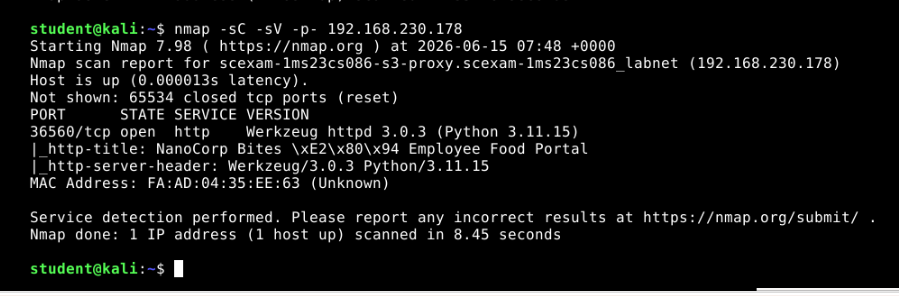 student@kali:~$ nmap -sC -sV -p- 192.168.230.178
Starting Nmap 7.98 ( https://nmap.org ) at 2026-06-15 07:48 +0000
Nmap scan report for scexam-1ms23cs086-s3-proxy.scexam-1ms23cs086_labnet (192.168.230.178)
Host is up (0.000013s latency).
Not shown: 65534 closed tcp ports (reset)
PORT      STATE SERVICE VERSION
36560/tcp open  http    Werkzeug httpd 3.0.3 (Python 3.11.15)
|_http-title: NanoCorp Bites \xE2\x80\x94 Employee Food Portal
|_http-server-header: Werkzeug/3.0.3 Python/3.11.15
MAC Address: FA:AD:04:35:EE:63 (Unknown)
Service detection performed. Please report any incorrect results at https://nmap.org/submit/ .
Nmap done: 1 IP address (1 host up) scanned in 8.45 seconds
student@kali:~$